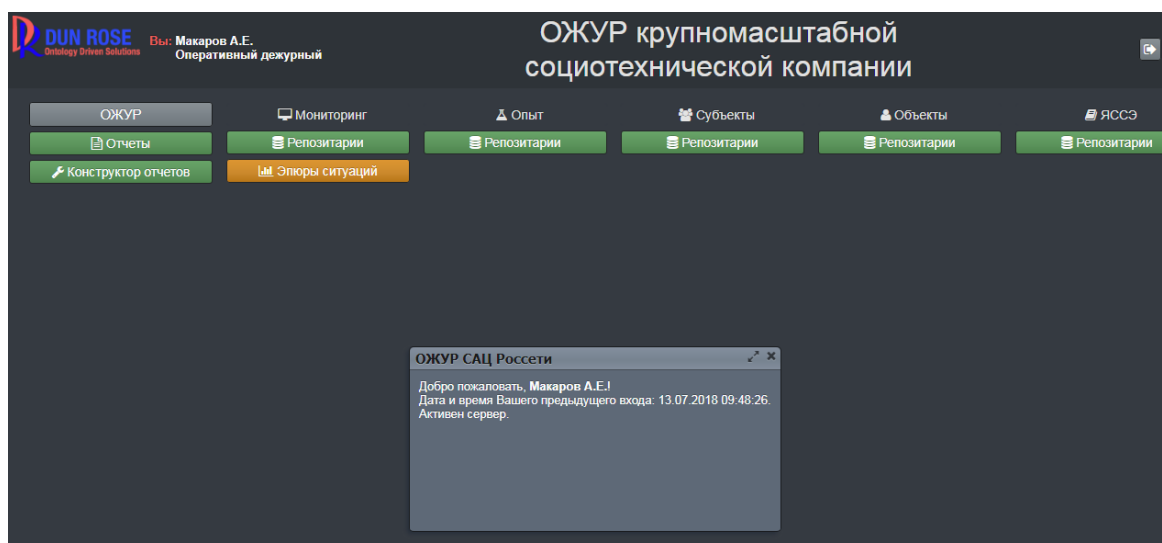 DUN ROSE
Ontology Driven Solutions
Вы: Макаров А.Е.
Оперативный дежурный
ОЖУР крупномасштабной
социотехнической компании
ОЖУР Мониторинг Опыт Субъекты Объекты ЯССЭ
Отчеты Репозитарии Репозитарии Репозитарии Репозитарии Репозитарии
Конструктор отчетов Эпюры ситуаций
ОЖУР САЦ Россети
Добро пожаловать, Макаров А.Е.!
Дата и время Вашего предыдущего входа: 13.07.2018 09:48:26.
Активен сервер.